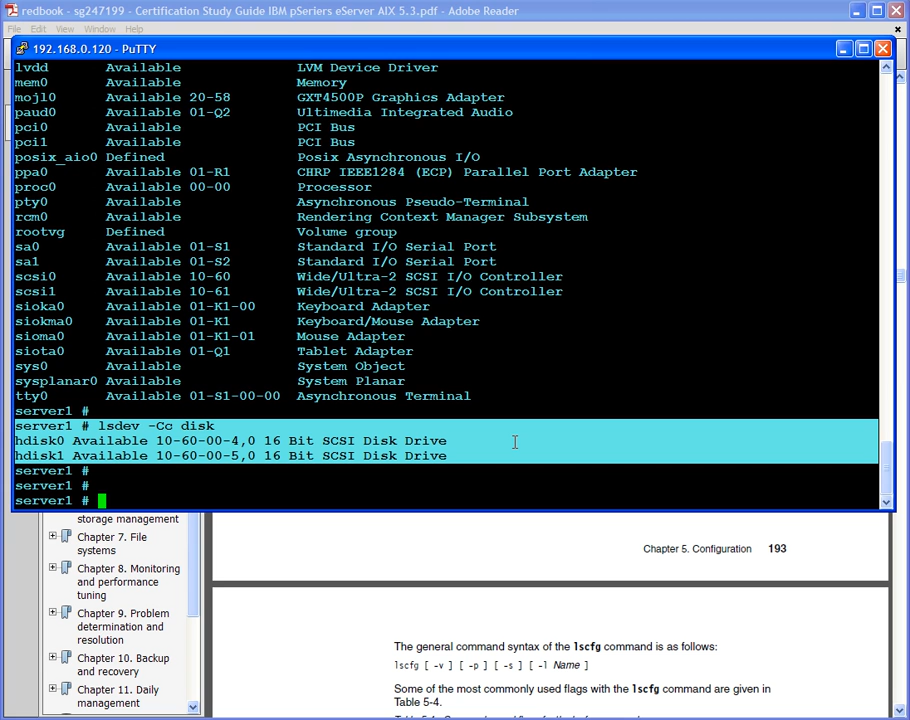 redbook - sg247199 - Certification Study Guide IBM pSeriers eServer AIX 5.3.pdf - Adobe Reader
File Edit View Window Help
192.168.0.120 - PuTTY
lvdd Available LVM Device Driver
mem0 Available Memory
mojl0 Available 20-58 GXT4500P Graphics Adapter
paud0 Available 01-Q2 Ultimedia Integrated Audio
pci0 Available PCI Bus
pci1 Available PCI Bus
posix_aio0 Defined Posix Asynchronous I/O
ppa0 Available 01-R1 CHRP IEEE1284 (ECP) Parallel Port Adapter
proc0 Available 00-00 Processor
pty0 Available Asynchronous Pseudo-Terminal
rcm0 Available Rendering Context Manager Subsystem
rootvg Defined Volume group
sa0 Available 01-S1 Standard I/O Serial Port
sa1 Available 01-S2 Standard I/O Serial Port
scsi0 Available 10-60 Wide/Ultra-2 SCSI I/O Controller
scsi1 Available 10-61 Wide/Ultra-2 SCSI I/O Controller
sioka0 Available 01-K1-00 Keyboard Adapter
siokma0 Available 01-K1 Keyboard/Mouse Adapter
sioma0 Available 01-K1-01 Mouse Adapter
siota0 Available 01-Q1 Tablet Adapter
sys0 Available System Object
sysplanar0 Available System Planar
tty0 Available 01-S1-00-00 Asynchronous Terminal
server1 #
server1 # lsdev -Cc disk
hdisk0 Available 10-60-00-4,0 16 Bit SCSI Disk Drive
hdisk1 Available 10-60-00-5,0 16 Bit SCSI Disk Drive
server1 #
server1 #
server1 #
storage management
Chapter 7. File
systems
Chapter 8. Monitoring
and performance
tuning
Chapter 9. Problem
determination and
resolution
Chapter 10. Backup
and recovery
Chapter 11. Daily
management
Chapter 5. Configuration 193
The general command syntax of the lscfg command is as follows:
lscfg [ -v ] [ -p ] [ -s ] [ -l Name ]
Some of the most commonly used flags with the lscfg command are given in
Table 5-4.